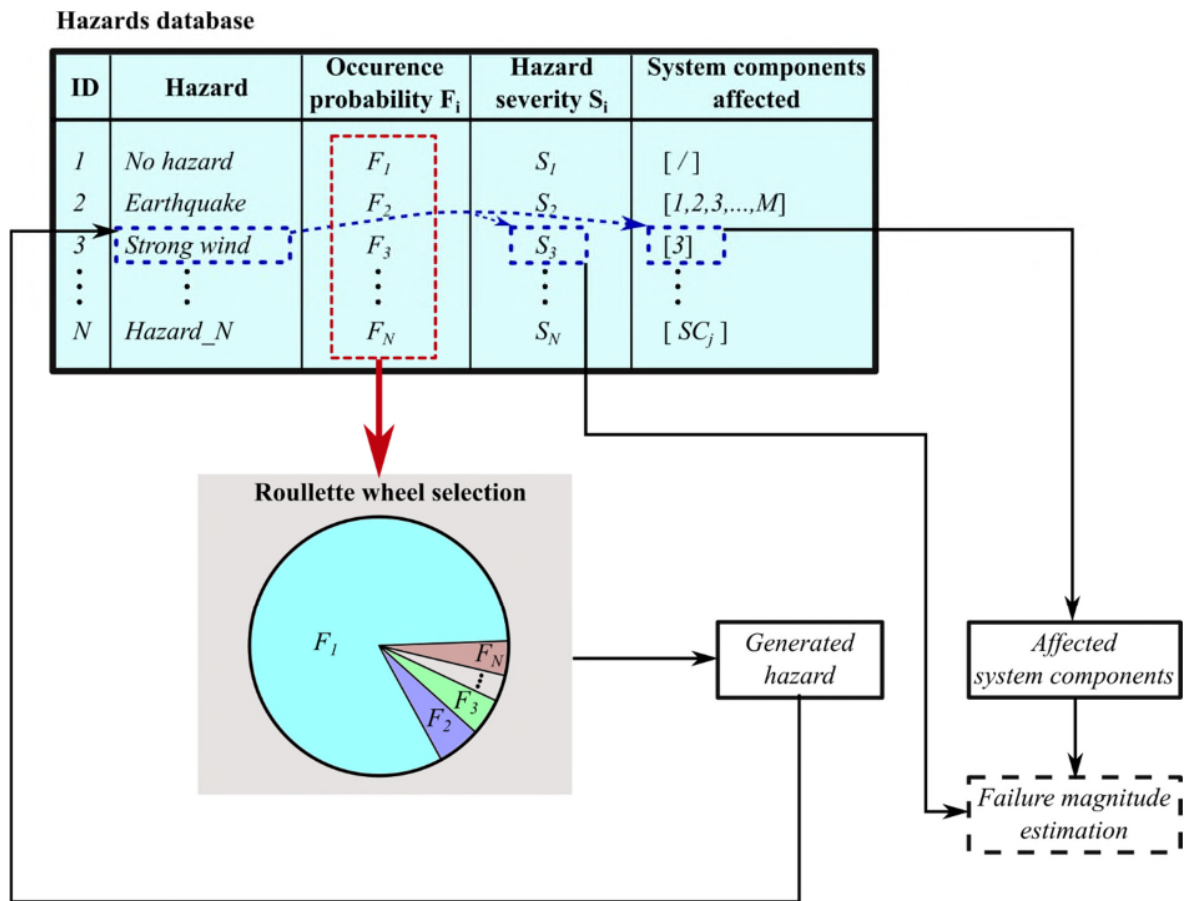 Hazards database
ID Hazard Occurence probability Fi Hazard severity Si System components affected
1 No hazard F1 S1 [ / ]
2 Earthquake F2 S2 [1,2,3,...,M]
3 Strong wind F3 S3 [3]
N Hazard_N FN SN [ SCj ]
Roullette wheel selection
F1
FN
F3
F2
Generated
hazard
Affected
system components
Failure magnitude
estimation